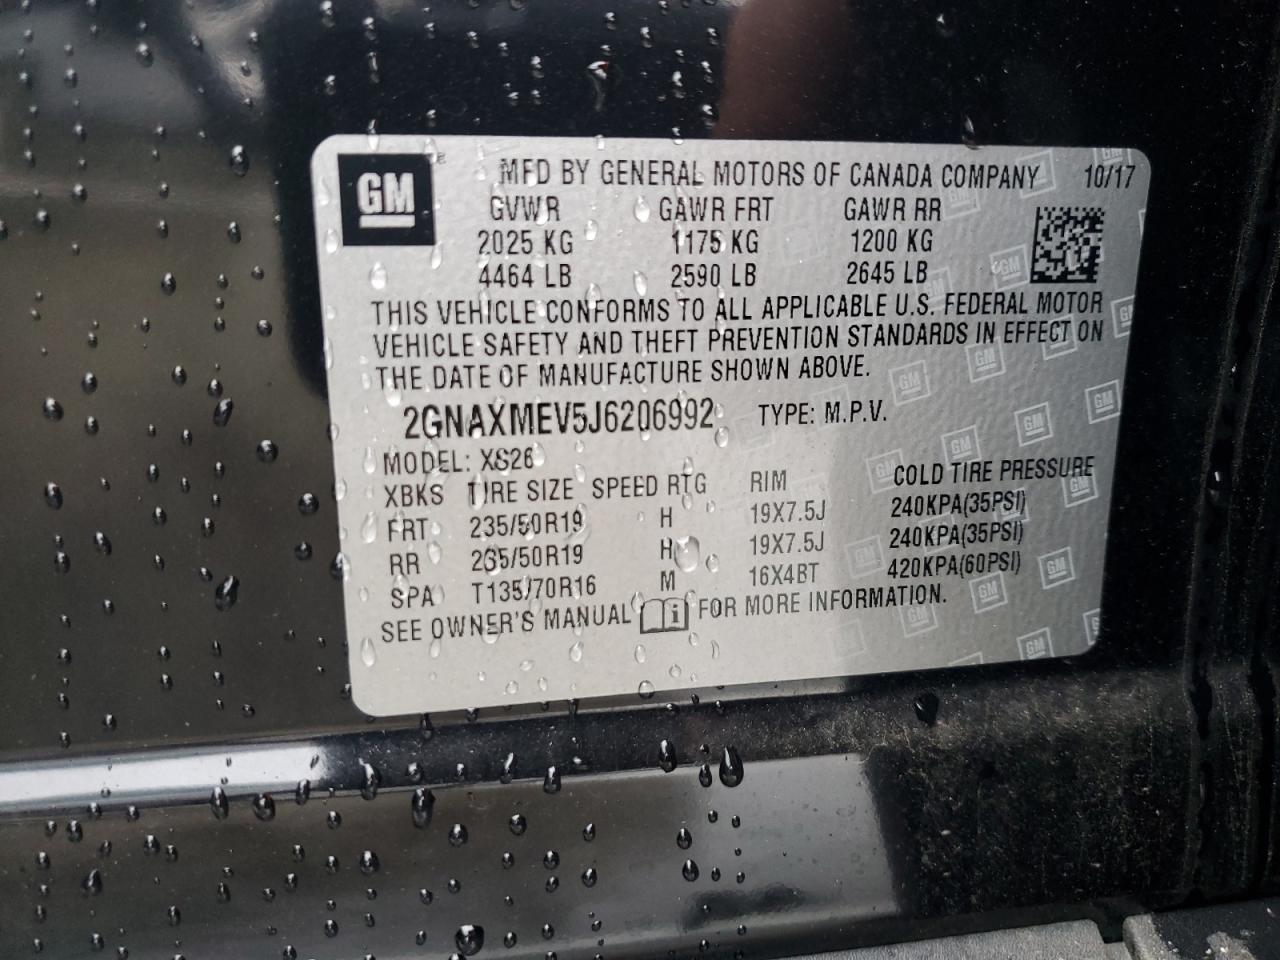 GM
MFD BY GENERAL MOTORS OF CANADA COMPANY 10/17
GVWR GAWR FRT GAWR RR
2025 KG 1175 KG 1200 KG
4464 LB 2590 LB 2645 LB
THIS VEHICLE CONFORMS TO ALL APPLICABLE U.S. FEDERAL MOTOR
VEHICLE SAFETY AND THEFT PREVENTION STANDARDS IN EFFECT ON
THE DATE OF MANUFACTURE SHOWN ABOVE.
2GNAXMEV5J6206992 TYPE: M.P.V.
MODEL: XS26
XBKS TIRE SIZE SPEED RTG RIM COLD TIRE PRESSURE
FRT 235/50R19 H 19X7.5J 240KPA(35PSI)
RR 235/50R19 H 19X7.5J 240KPA(35PSI)
SPA T135/70R16 M 16X4BT 420KPA(60PSI)
SEE OWNER'S MANUAL FOR MORE INFORMATION.